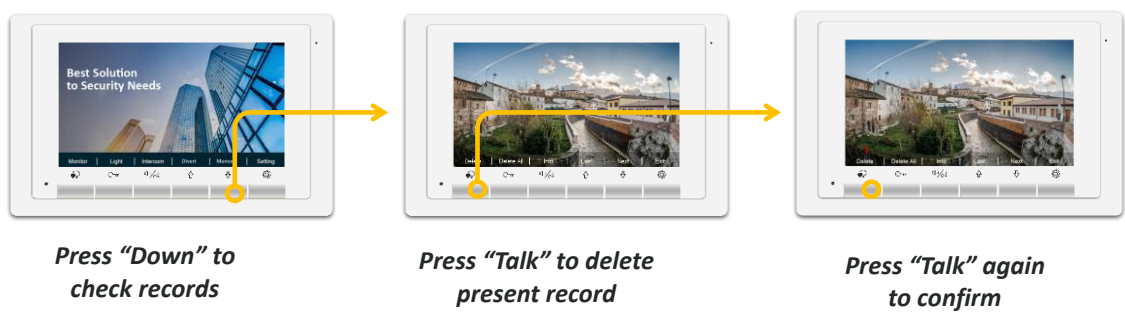 Best Solution
to Security Needs
Monitor | Light | Intercom | Divert | Memory | Setting
Delete | Delete All | Info | Last | Next | Exit
Delete | Delete All | Info | Last | Next | Exit
Press “Down” to
check records
Press “Talk” to delete
present record
Press “Talk” again
to confirm